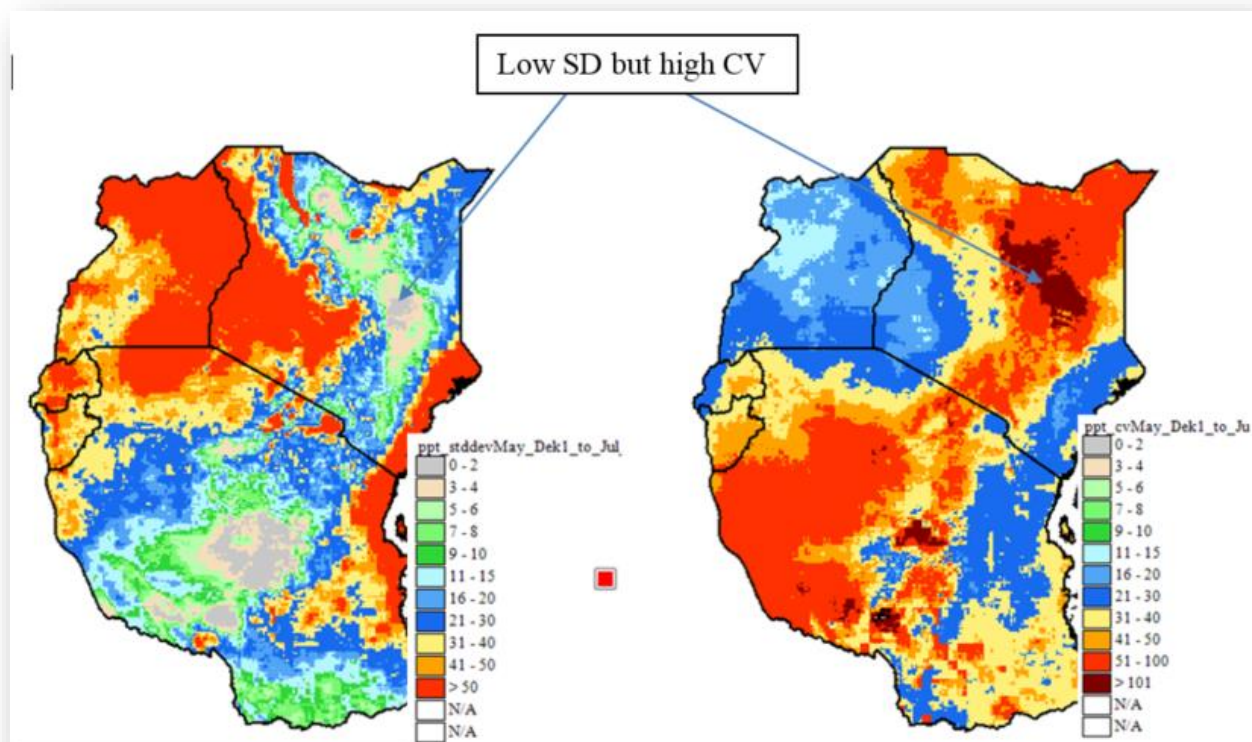 Low SD but high CV
ppt_stddevMay_Dek1_to_Jul_
0 - 2
3 - 4
5 - 6
7 - 8
9 - 10
11 - 15
16 - 20
21 - 30
31 - 40
41 - 50
> 50
N/A
N/A
ppt_cvMay_Dek1_to_Ju
0 - 2
3 - 4
5 - 6
7 - 8
9 - 10
11 - 15
16 - 20
21 - 30
31 - 40
41 - 50
51 - 100
> 101
N/A
N/A